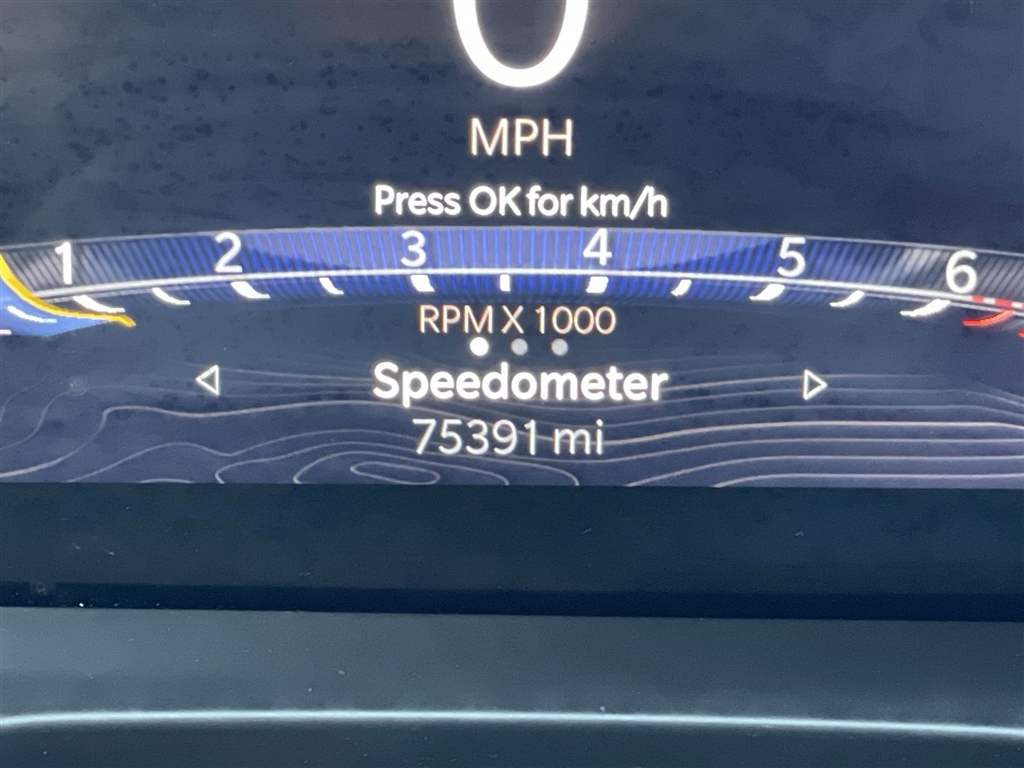 0
MPH
Press OK for km/h
1 2 3 4 5 6
RPM X 1000
Speedometer
75391 mi